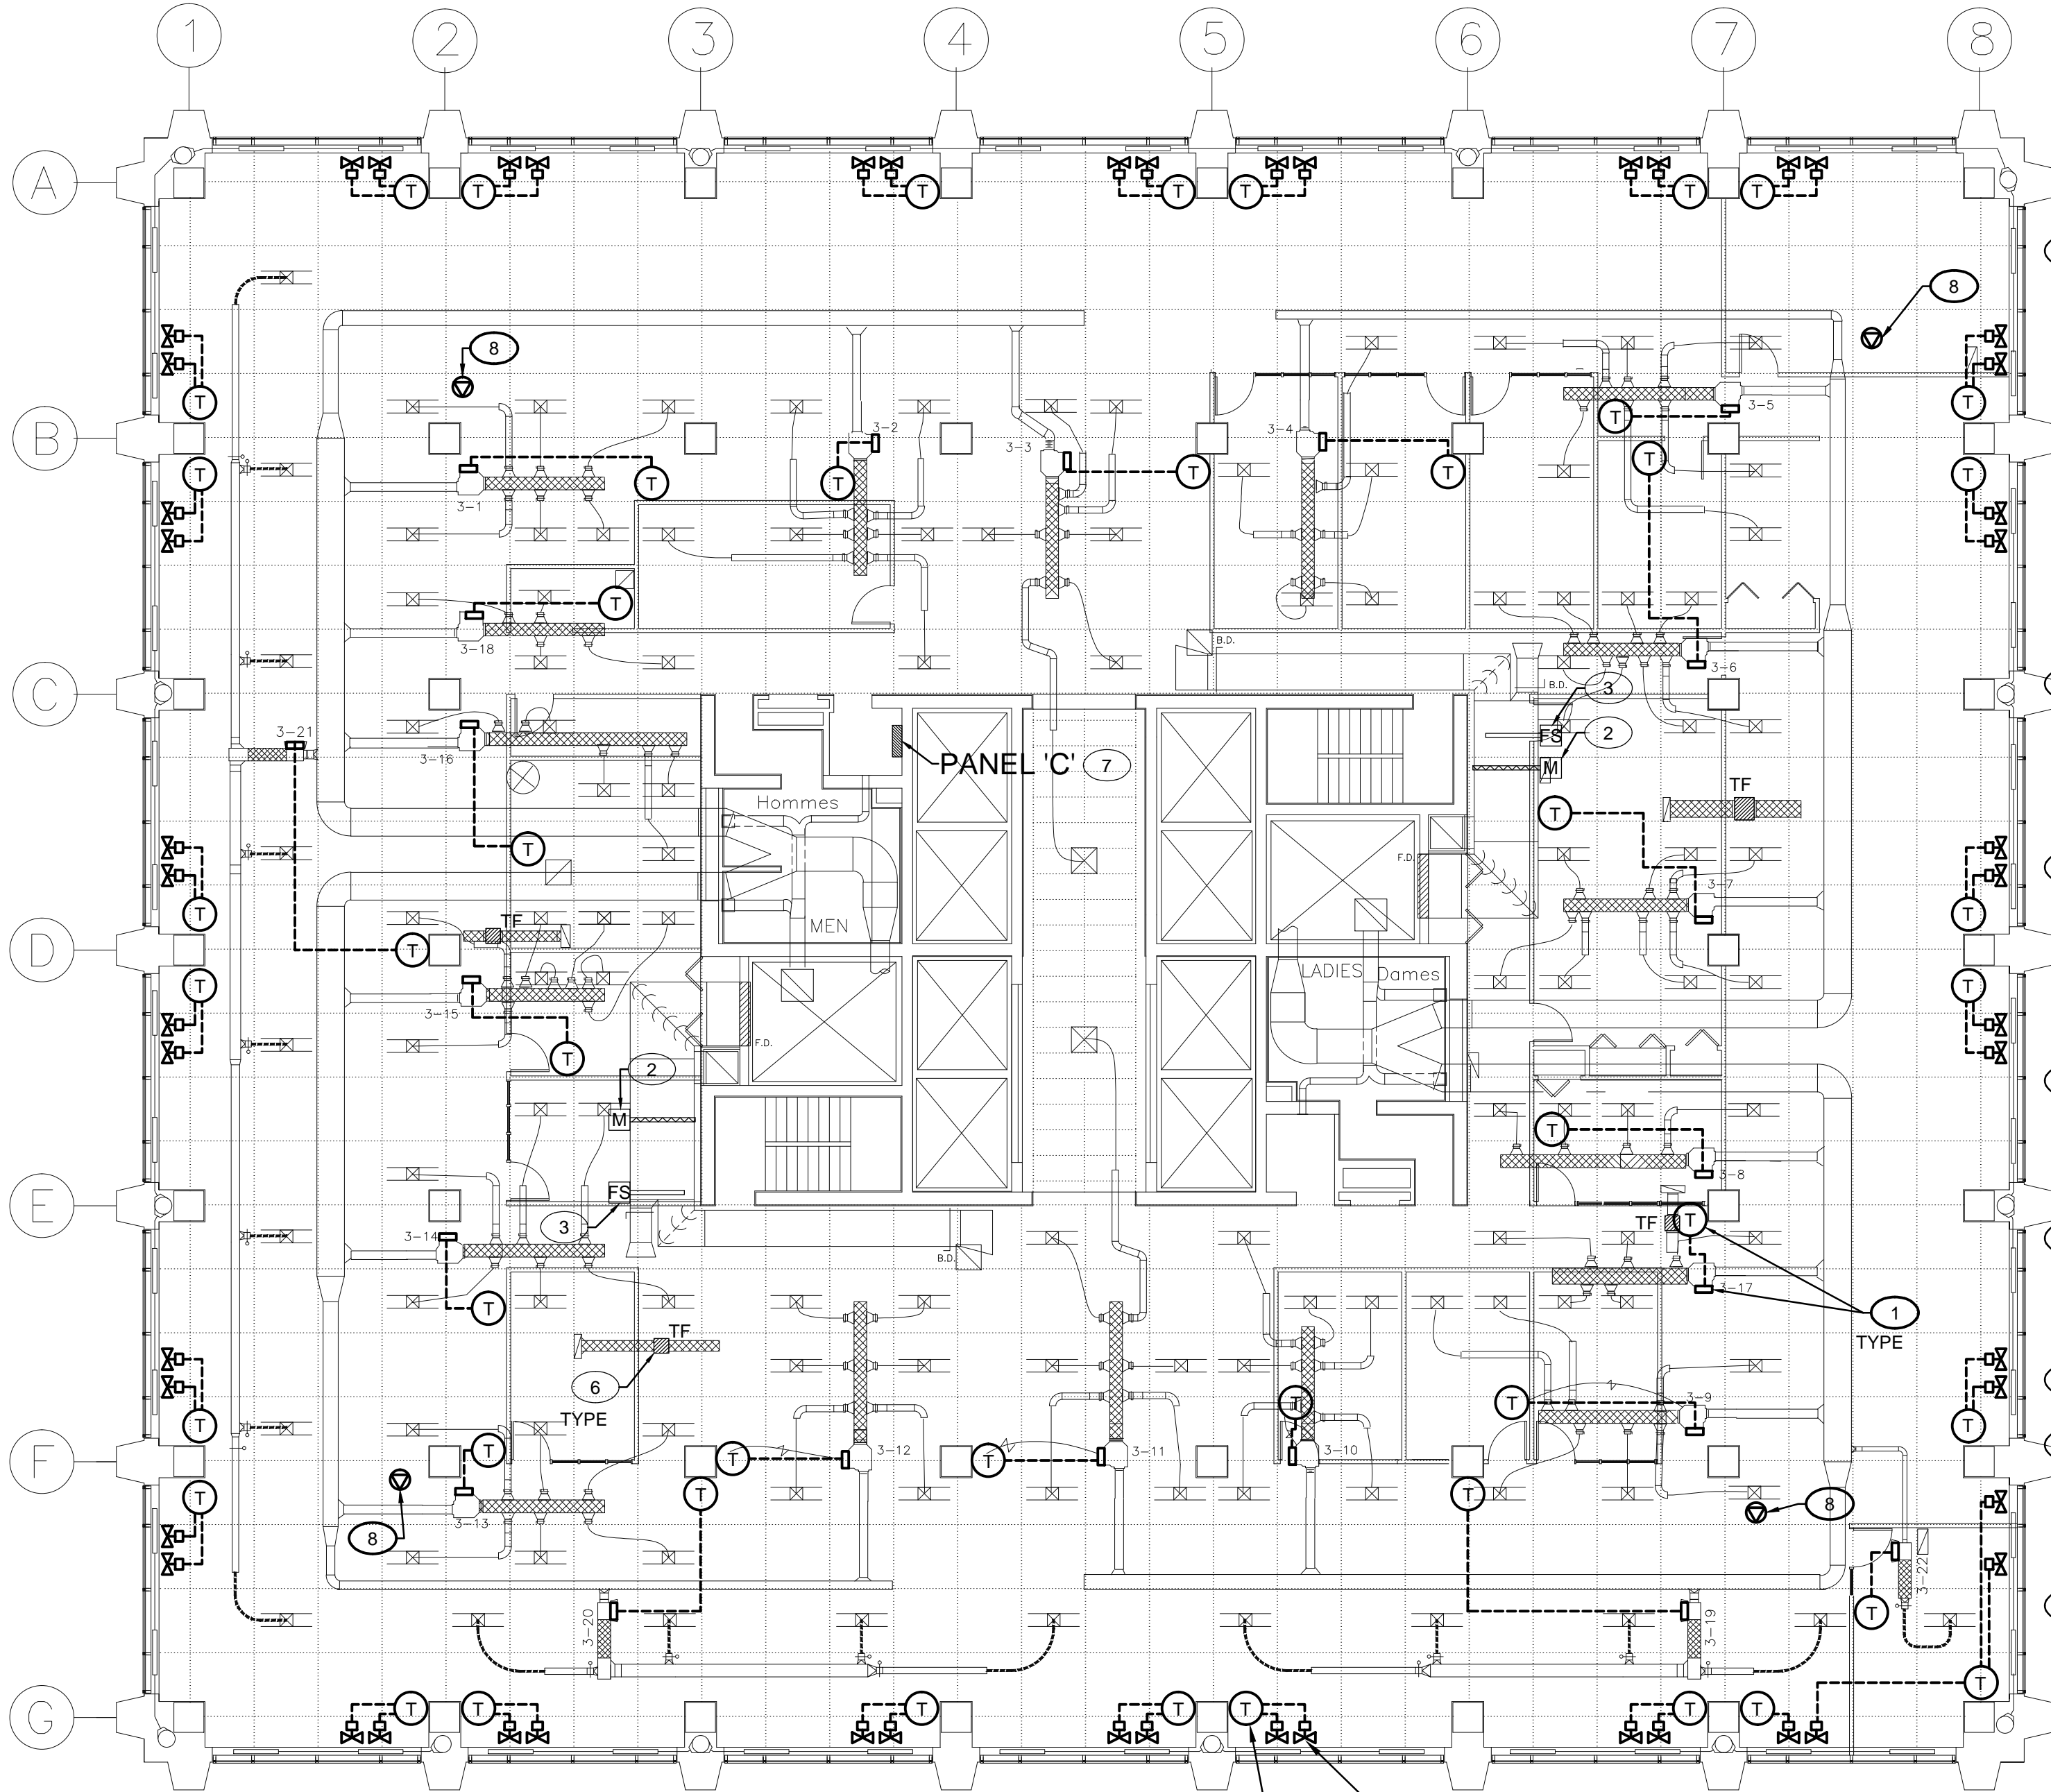 1 2 3 4 5 6 7 8
A
T T T T T T T T
8
8
T T
3-5
T
B
3-2
3-4
3-3
T
T T
T T T T
T
3-1
T
3-18
B.D.
3-6
C
B.D.
3
3-21
FS
2
3-16
PANEL 'C' 7
M
TF
Hommes
T
T
F.D.
3-7
T
MEN
T
TF
D
T
LADIES Dames
T
T
3-15
F.D.
T
2
M
T
3-8
E
FS
3
TF T
3-14
B.D.
3-17
T
1
TYPE
TF
6
TYPE
T
T T
3-9
T
F
T
3-12
T
3-11
3-10
T
T
T
T
8
8
3-13
3-20
3-19
3-22
T
T
G
T T T T T T T